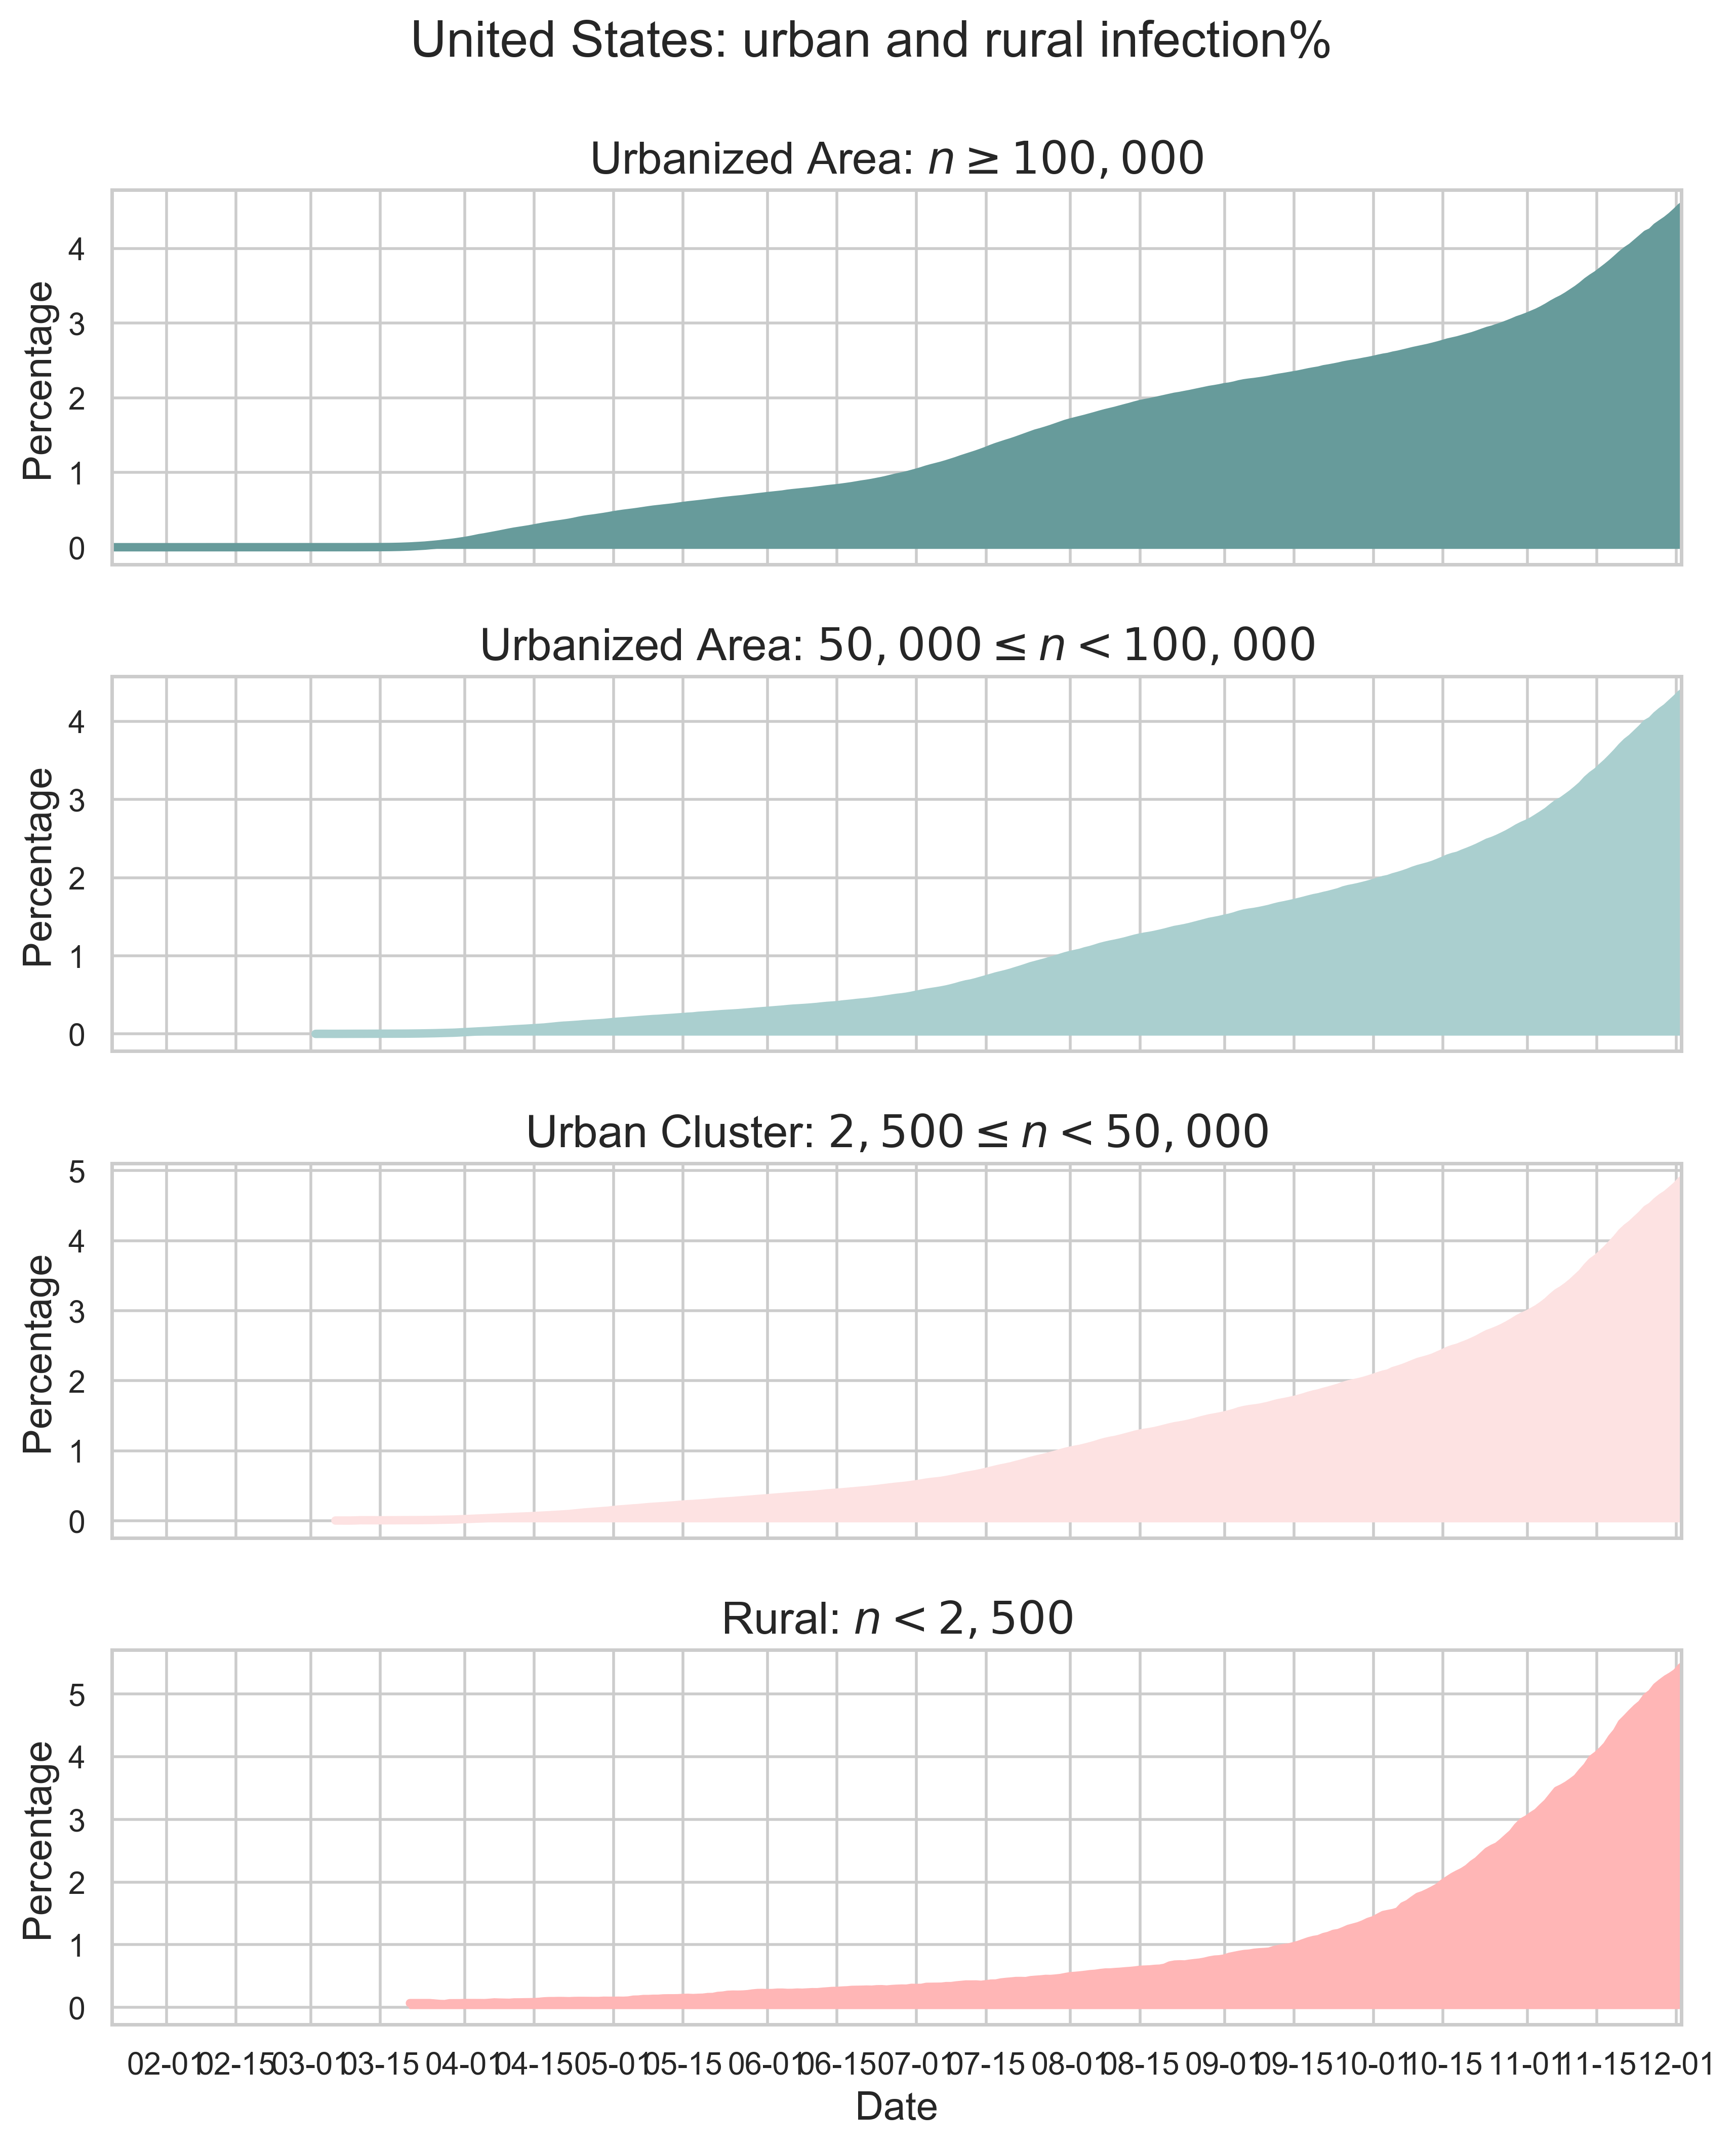 United States: urban and rural infection%
Urbanized Area: n ≥ 100,000
Percentage
4
3
2
1
0
Urbanized Area: 50,000 ≤ n < 100,000
Percentage
4
3
2
1
0
Urban Cluster: 2,500 ≤ n < 50,000
Percentage
5
4
3
2
1
0
Rural: n < 2,500
Percentage
5
4
3
2
1
0
02-01 02-15 03-01 03-15 04-01 04-15 05-01 05-15 06-01 06-15 07-01 07-15 08-01 08-15 09-01 09-15 10-01 10-15 11-01 11-15 12-01
Date